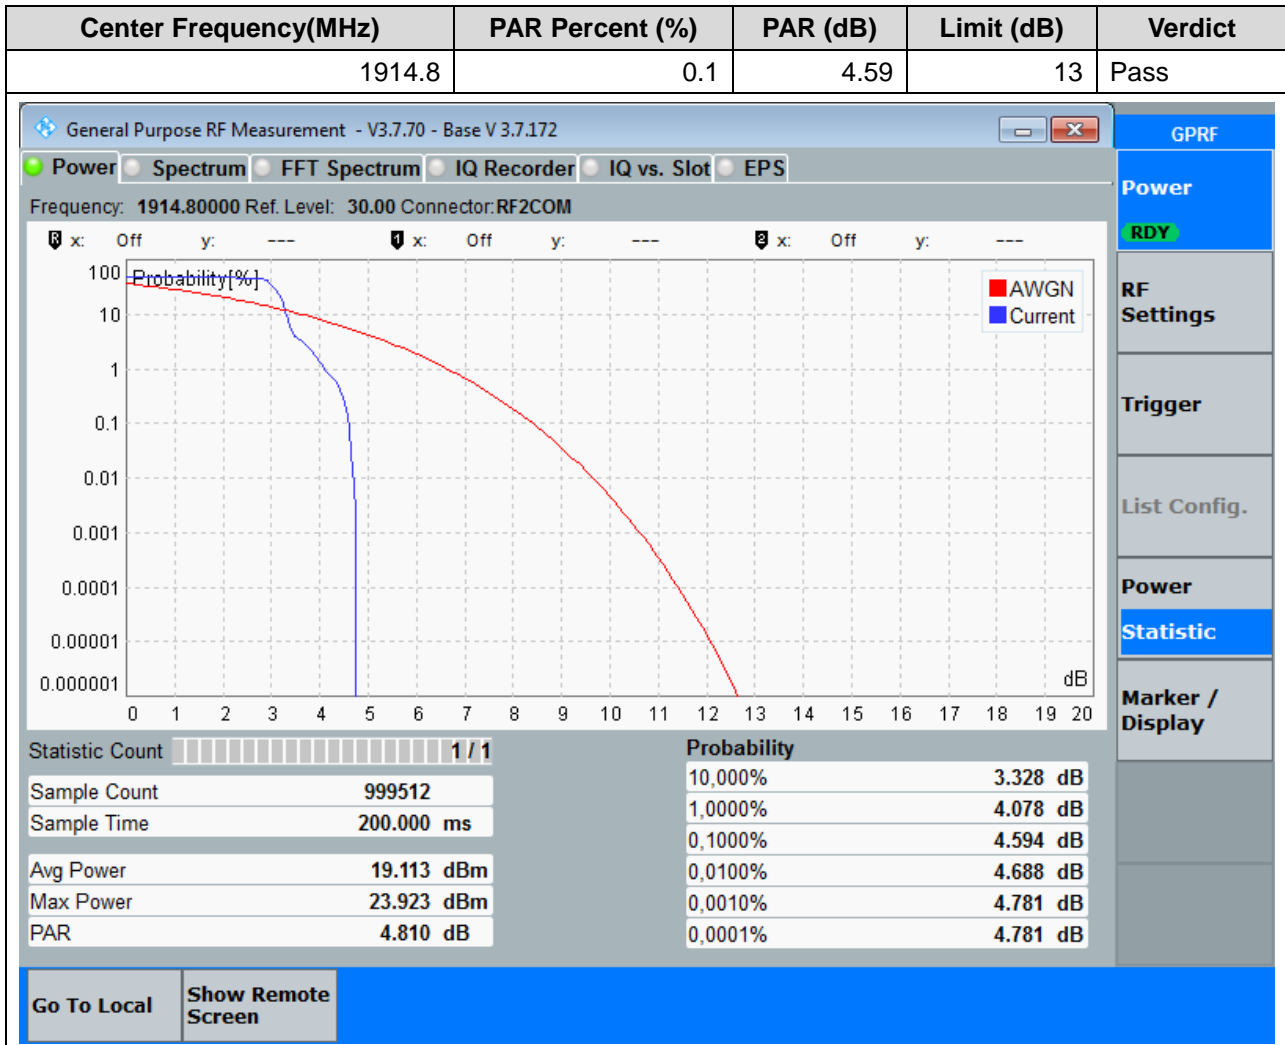 Center Frequency(MHz) PAR Percent (%) PAR (dB) Limit (dB) Verdict
1914.8 0.1 4.59 13 Pass
General Purpose RF Measurement - V3.7.70 - Base V 3.7.172
GPRF
Power Spectrum FFT Spectrum IQ Recorder IQ vs. Slot EPS
Power
RDY
Frequency: 1914.80000 Ref. Level: 30.00 Connector:RF2COM
R x: Off y: --- 1 x: Off y: --- 2 x: Off y: ---
Probability[%]
AWGN
Current
100
10
1
0.1
0.01
0.001
0.0001
0.00001
0.000001
dB
0 1 2 3 4 5 6 7 8 9 10 11 12 13 14 15 16 17 18 19 20
RF
Settings
Trigger
List Config.
Power
Statistic
Marker /
Display
Statistic Count 1 / 1
Sample Count 999512
Sample Time 200.000 ms
Avg Power 19.113 dBm
Max Power 23.923 dBm
PAR 4.810 dB
Probability
10,000% 3.328 dB
1,0000% 4.078 dB
0,1000% 4.594 dB
0,0100% 4.688 dB
0,0010% 4.781 dB
0,0001% 4.781 dB
Go To Local
Show Remote
Screen